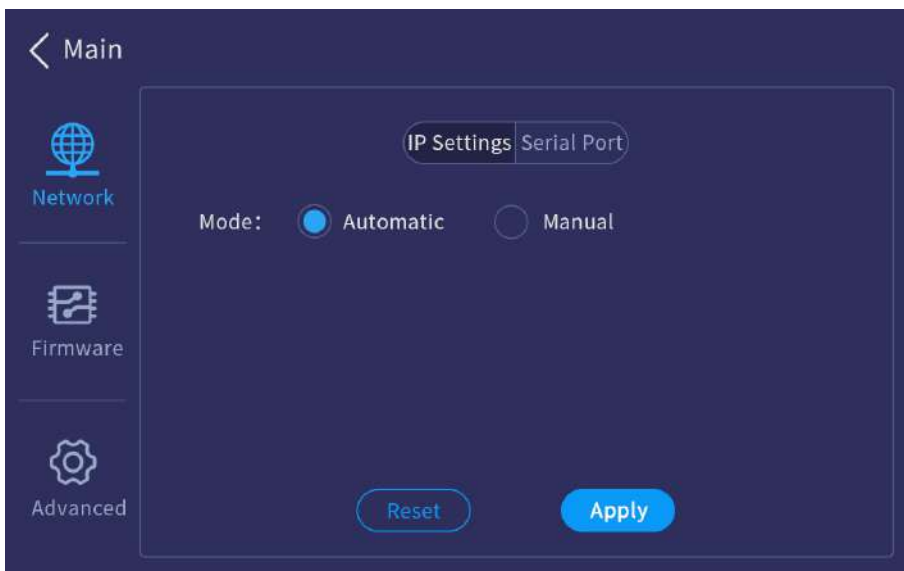 Main
Network
IP Settings Serial Port
Mode: Automatic Manual
Firmware
Advanced
Reset Apply